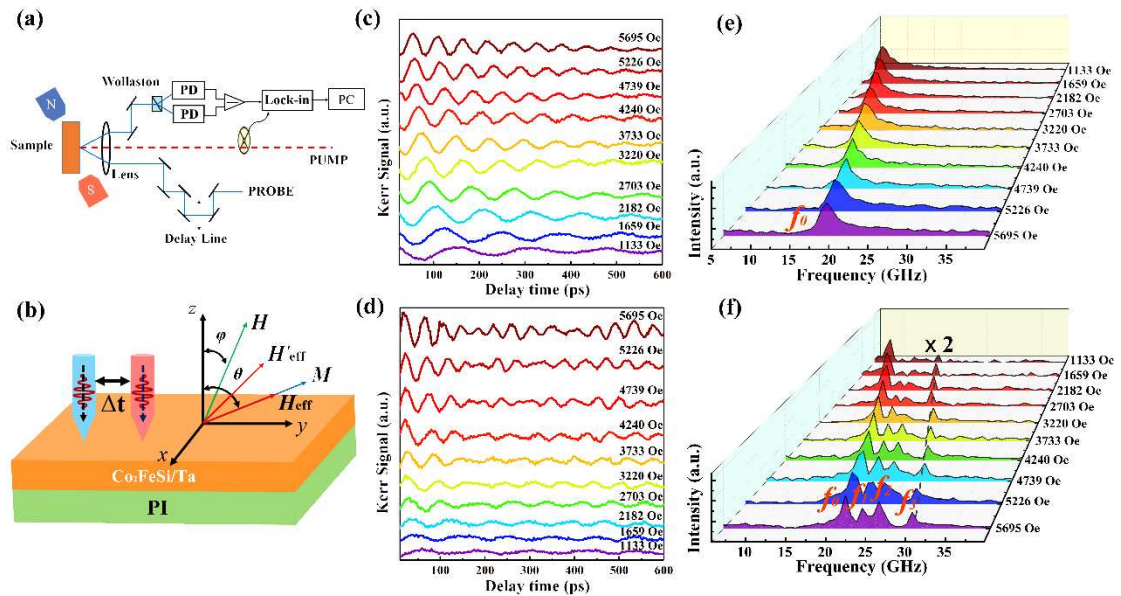 (a)
Wollaston
PD
PD
Lock-in
PC
N
Sample
S
Lens
PUMP
PROBE
Delay Line
(b)
z
H
φ
H'eff
θ
M
Heff
y
x
Δt
Co₂FeSi/Ta
PI
(c)
Kerr Signal (a.u.)
5695 Oe
5226 Oe
4739 Oe
4240 Oe
3733 Oe
3220 Oe
2703 Oe
2182 Oe
1659 Oe
1133 Oe
100 200 300 400 500 600
Delay time (ps)
(d)
Kerr Signal (a.u.)
5695 Oe
5226 Oe
4739 Oe
4240 Oe
3733 Oe
3220 Oe
2703 Oe
2182 Oe
1659 Oe
1133 Oe
100 200 300 400 500 600
Delay time (ps)
(e)
1133 Oe
1659 Oe
2182 Oe
2703 Oe
3220 Oe
3733 Oe
4240 Oe
4739 Oe
5226 Oe
5695 Oe
f₀
Intensity (a.u.)
5 10 15 20 25 30 35
Frequency (GHz)
(f)
× 2
1133 Oe
1659 Oe
2182 Oe
2703 Oe
3220 Oe
3733 Oe
4240 Oe
4739 Oe
5226 Oe
5695 Oe
f₀ f₁ f₂ f₃
Intensity (a.u.)
10 15 20 25 30 35
Frequency (GHz)